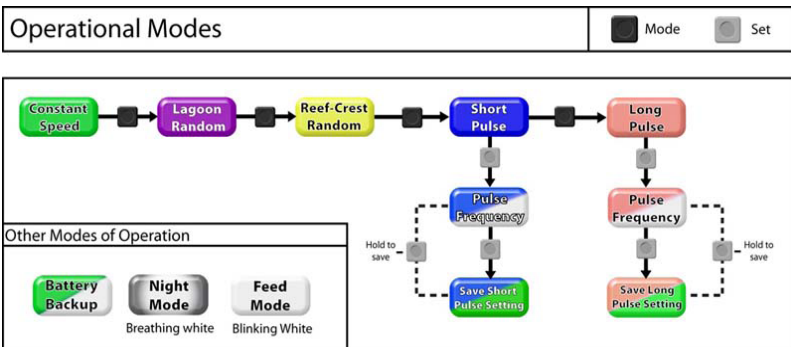 Operational Modes
Mode
Set
Constant
Speed
Lagoon
Random
Reef-Crest
Random
Short
Pulse
Long
Pulse
Pulse
Frequency
Pulse
Frequency
Hold to
save
Hold to
save
Save Short
Pulse Setting
Save Long
Pulse Setting
Other Modes of Operation
Battery
Backup
Night
Mode
Feed
Mode
Breathing white
Blinking White